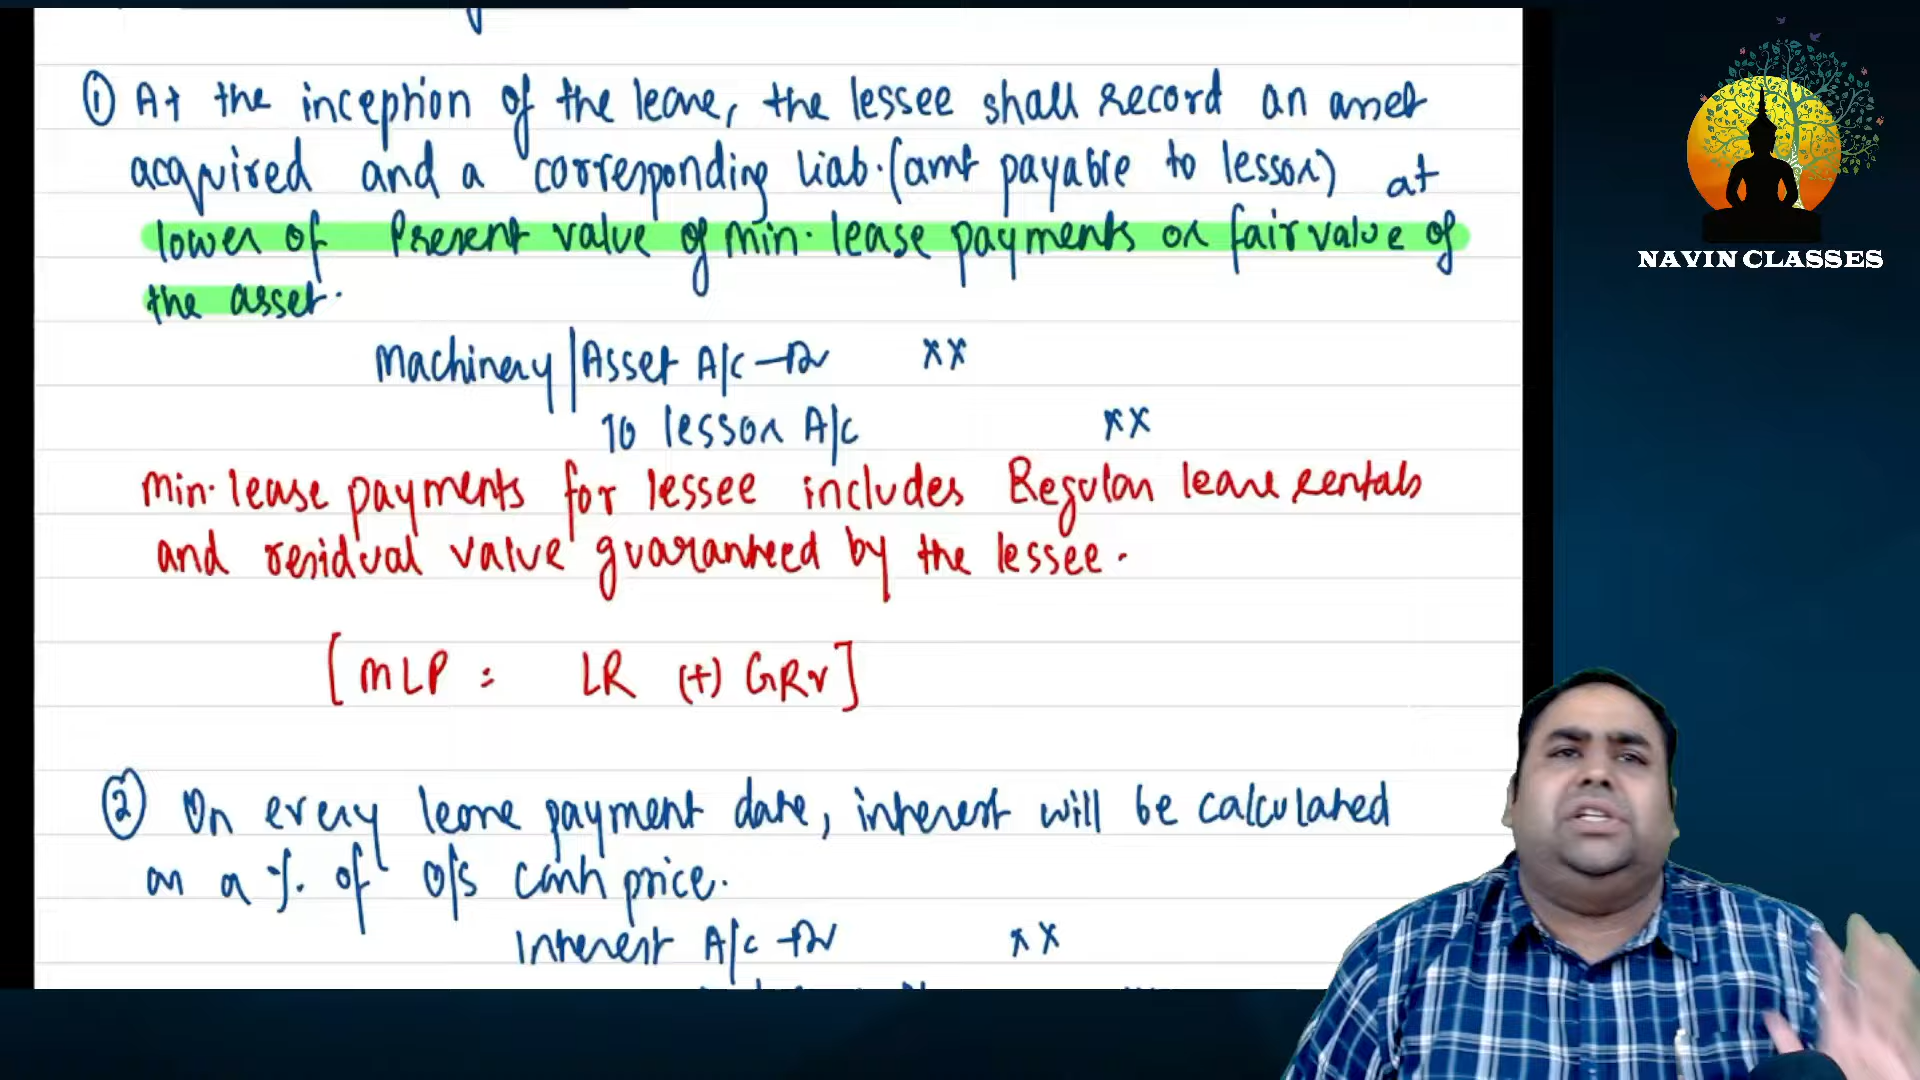 ① At the inception of the lease, the lessee shall record an asset
acquired and a corresponding liab. (amt payable to lessor) at
lower of Present value of min. lease payments or fair value of
the asset.
Machinery | Asset A/c - Dr xx
To lessor A/c xx
Min. lease payments for lessee includes Regular lease rentals
and residual value guaranteed by the lessee.
[MLP = LR (+) GRV]
② On every lease payment date, interest will be calculated
as a %. of o/s cash price.
Interest A/c - Dr xx
NAVIN CLASSES